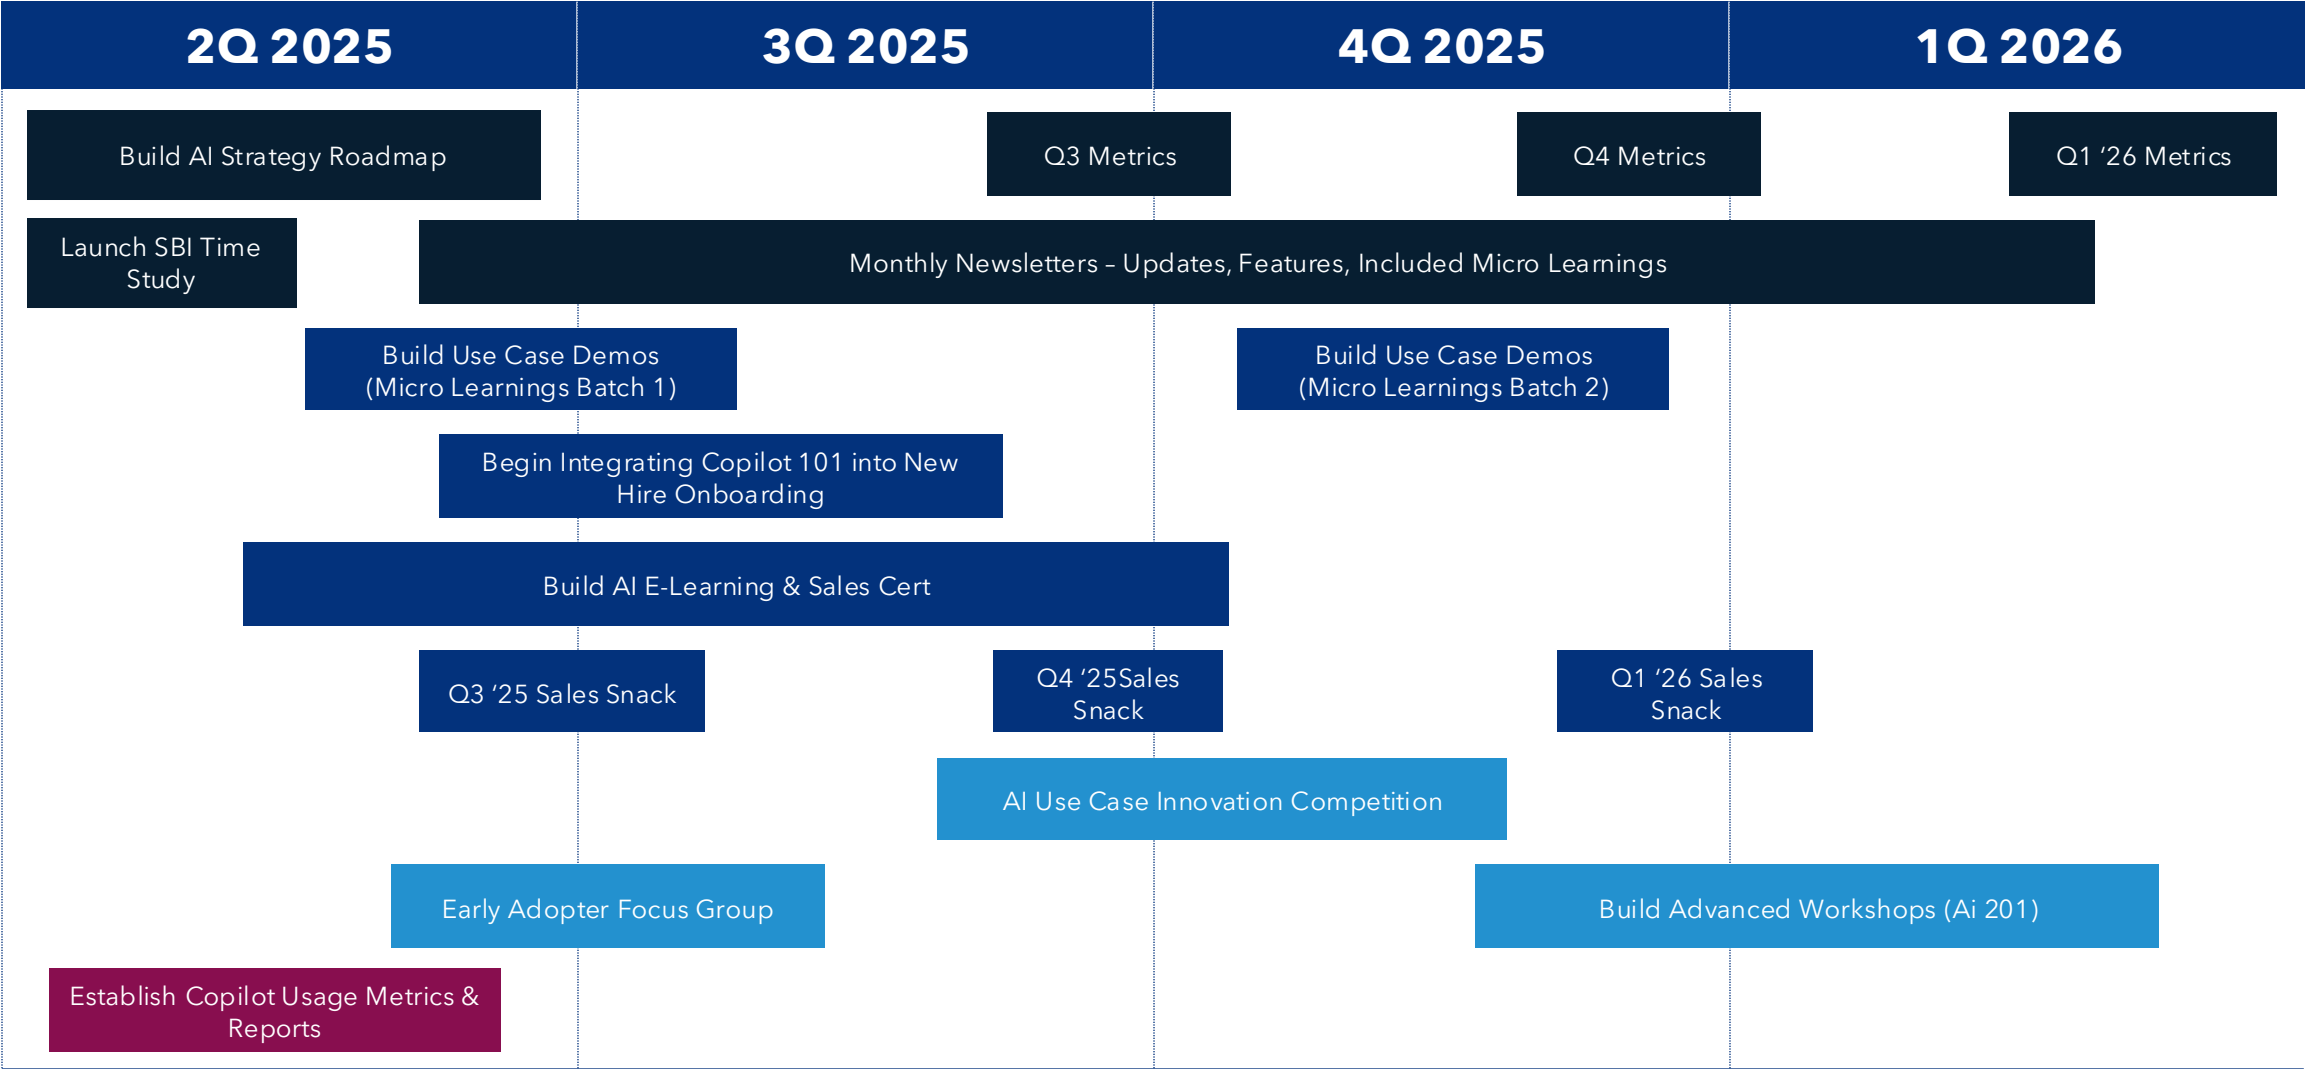 2Q 2025
3Q 2025
4Q 2025
1Q 2026
Build AI Strategy Roadmap
Q3 Metrics
Q4 Metrics
Q1 ‘26 Metrics
Launch SBI Time
Study
Monthly Newsletters – Updates, Features, Included Micro Learnings
Build Use Case Demos
(Micro Learnings Batch 1)
Build Use Case Demos
(Micro Learnings Batch 2)
Begin Integrating Copilot 101 into New
Hire Onboarding
Build AI E-Learning & Sales Cert
Q3 ‘25 Sales Snack
Q4 ‘25Sales
Snack
Q1 ‘26 Sales
Snack
AI Use Case Innovation Competition
Early Adopter Focus Group
Build Advanced Workshops (Ai 201)
Establish Copilot Usage Metrics &
Reports